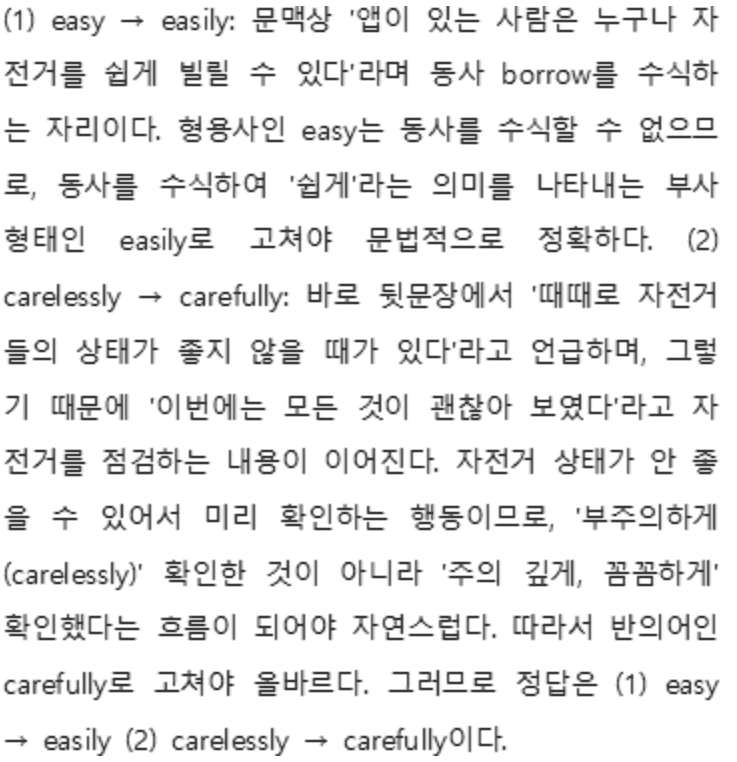 (1) easy → easily: 문맥상 '앱이 있는 사람은 누구나 자
전거를 쉽게 빌릴 수 있다'라며 동사 borrow를 수식하
는 자리이다. 형용사인 easy는 동사를 수식할 수 없으므
로, 동사를 수식하여 '쉽게'라는 의미를 나타내는 부사
형태인 easily로 고쳐야 문법적으로 정확하다. (2)
carelessly → carefully: 바로 뒷문장에서 '때때로 자전거
들의 상태가 좋지 않을 때가 있다'라고 언급하며, 그렇
기 때문에 '이번에는 모든 것이 괜찮아 보였다'라고 자
전거를 점검하는 내용이 이어진다. 자전거 상태가 안 좋
을 수 있어서 미리 확인하는 행동이므로, '부주의하게
(carelessly)' 확인한 것이 아니라 '주의 깊게, 꼼꼼하게'
확인했다는 흐름이 되어야 자연스럽다. 따라서 반의어인
carefully로 고쳐야 올바르다. 그러므로 정답은 (1) easy
→ easily (2) carelessly → carefully이다.